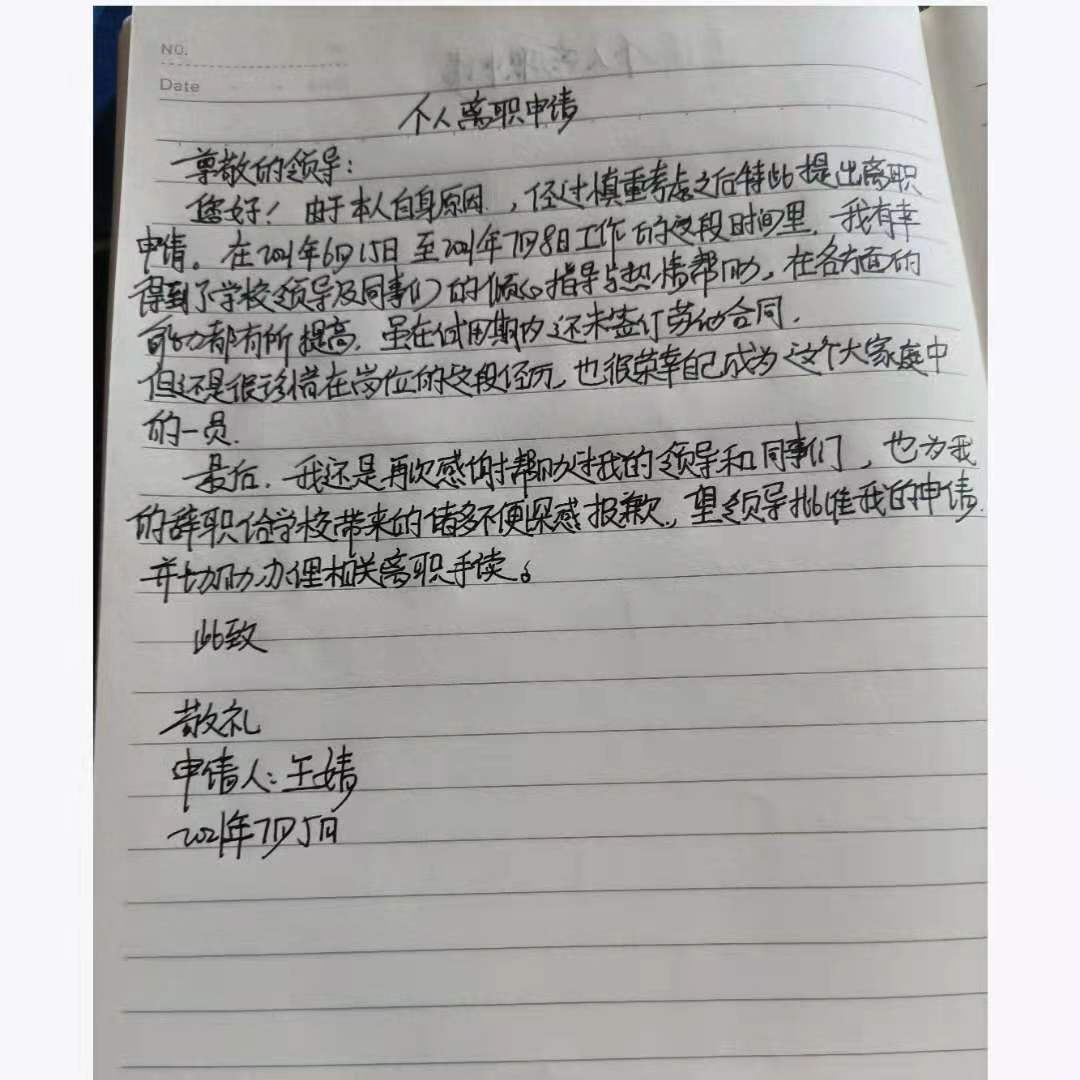 No.
Date
个人离职申请
尊敬的领导：
您好！由于本人自身原因，经过慎重考虑之后特此提出离职
申请。在2021年6月15日至2021年7月8日工作的这段时间里，我有幸
得到了学校领导及同事们的倾心指导与热情帮助，在各方面的
能力都有所提高，虽在试用期内还未签订劳动合同，
但还是很珍惜在岗位的这段经历，也很荣幸自己成为这个大家庭中
的一员.
最后，我还是再次感谢帮助过我的领导和同事们，也为我
的辞职给学校带来的诸多不便深感报歉，望领导批准我的申请，
并协助办理相关离职手续。
此致
敬礼
申请人：王婧
2021年7月5日